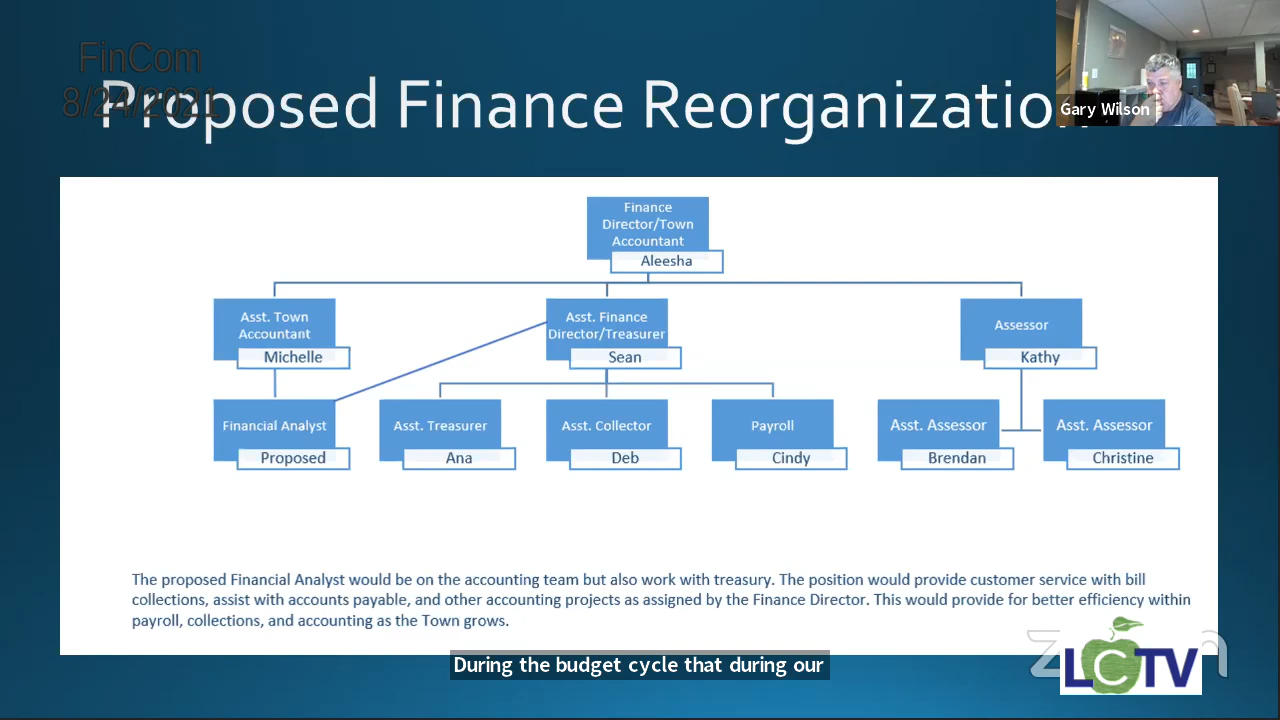 FinCom
8/24/2021
Proposed Finance Reorganization
Gary Wilson
Finance
Director/Town
Accountant
Aleesha
Asst. Town
Accountant
Michelle
Asst. Finance
Director/Treasurer
Sean
Assessor
Kathy
Financial Analyst
Proposed
Asst. Treasurer
Ana
Asst. Collector
Deb
Payroll
Cindy
Asst. Assessor
Brendan
Asst. Assessor
Christine
The proposed Financial Analyst would be on the accounting team but also work with treasury. The position would provide customer service with bill
collections, assist with accounts payable, and other accounting projects as assigned by the Finance Director. This would provide for better efficiency within
payroll, collections, and accounting as the Town grows.
During the budget cycle that during our
LCTV